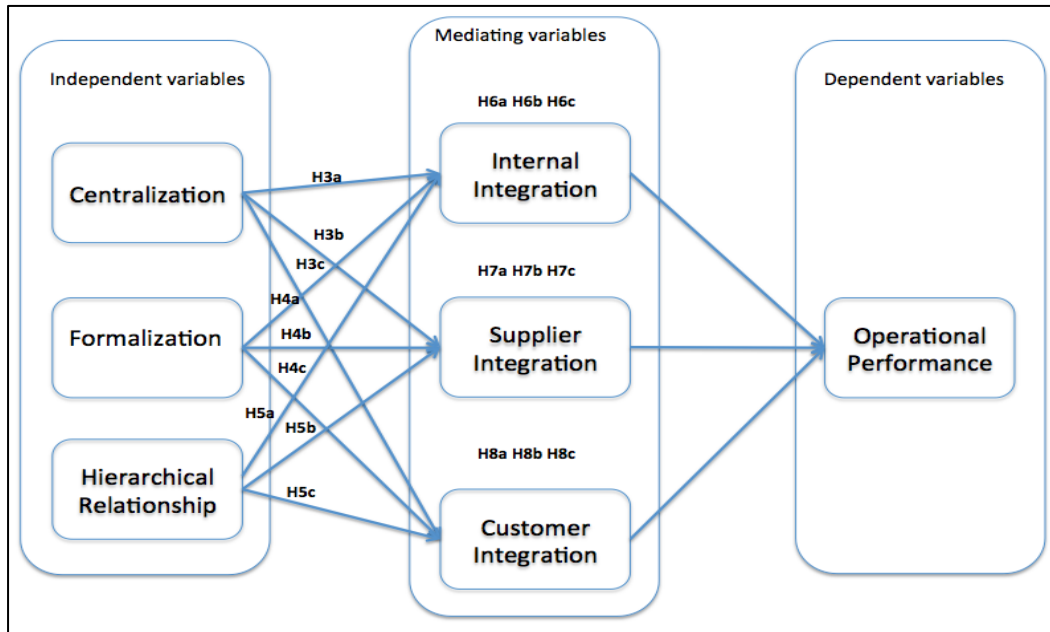 Independent variables
Centralization
Formalization
Hierarchical
Relationship
H3a
H3b
H3c
H4a
H4b
H4c
H5a
H5b
H5c
Mediating variables
H6a H6b H6c
Internal
Integration
H7a H7b H7c
Supplier
Integration
H8a H8b H8c
Customer
Integration
Dependent variables
Operational
Performance